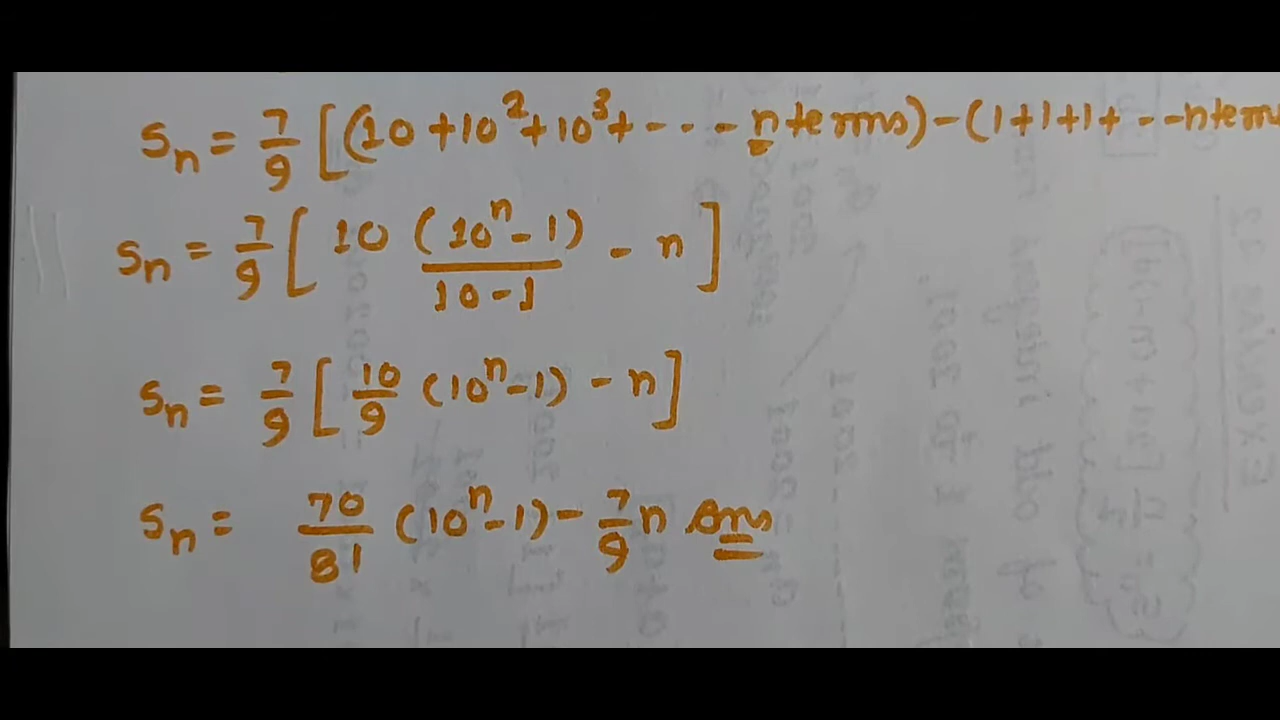 Sn = 7/9 [(10 + 10² + 10³ + - - - - n terms) - (1+1+1+ - - n term
Sn = 7/9 [ 10 (10ⁿ - 1)/(10 - 1) - n ]
Sn = 7/9 [ 10/9 (10ⁿ - 1) - n ]
Sn = 70/81 (10ⁿ - 1) - 7/9 n Ans